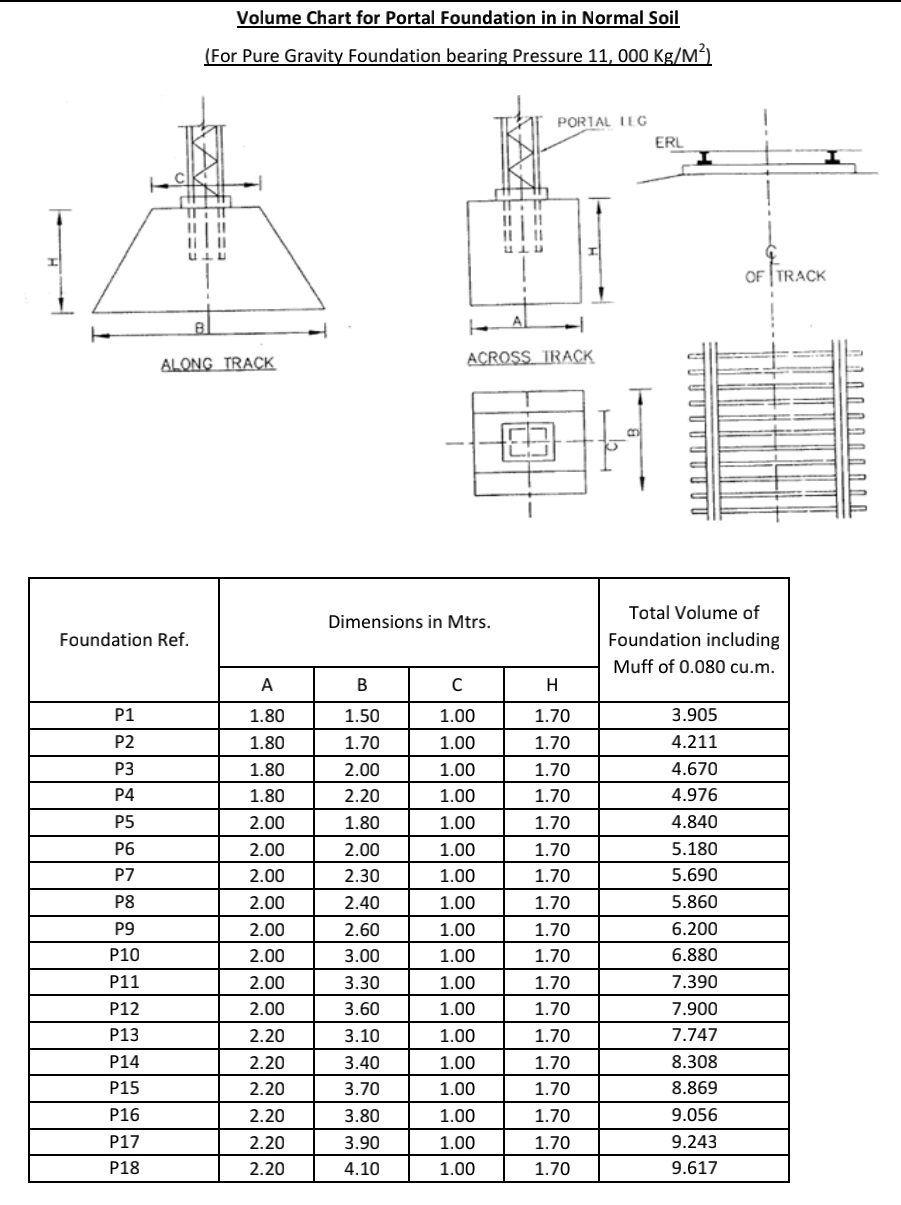 Volume Chart for Portal Foundation in in Normal Soil
(For Pure Gravity Foundation bearing Pressure 11, 000 Kg/M²)
PORTAL LEG
ERL
C
H
H
℄
OF TRACK
B
A
ALONG TRACK
ACROSS TRACK
C
B
Foundation Ref.
Dimensions in Mtrs.
Total Volume of
Foundation including
Muff of 0.080 cu.m.
A B C H
P1 1.80 1.50 1.00 1.70 3.905
P2 1.80 1.70 1.00 1.70 4.211
P3 1.80 2.00 1.00 1.70 4.670
P4 1.80 2.20 1.00 1.70 4.976
P5 2.00 1.80 1.00 1.70 4.840
P6 2.00 2.00 1.00 1.70 5.180
P7 2.00 2.30 1.00 1.70 5.690
P8 2.00 2.40 1.00 1.70 5.860
P9 2.00 2.60 1.00 1.70 6.200
P10 2.00 3.00 1.00 1.70 6.880
P11 2.00 3.30 1.00 1.70 7.390
P12 2.00 3.60 1.00 1.70 7.900
P13 2.20 3.10 1.00 1.70 7.747
P14 2.20 3.40 1.00 1.70 8.308
P15 2.20 3.70 1.00 1.70 8.869
P16 2.20 3.80 1.00 1.70 9.056
P17 2.20 3.90 1.00 1.70 9.243
P18 2.20 4.10 1.00 1.70 9.617